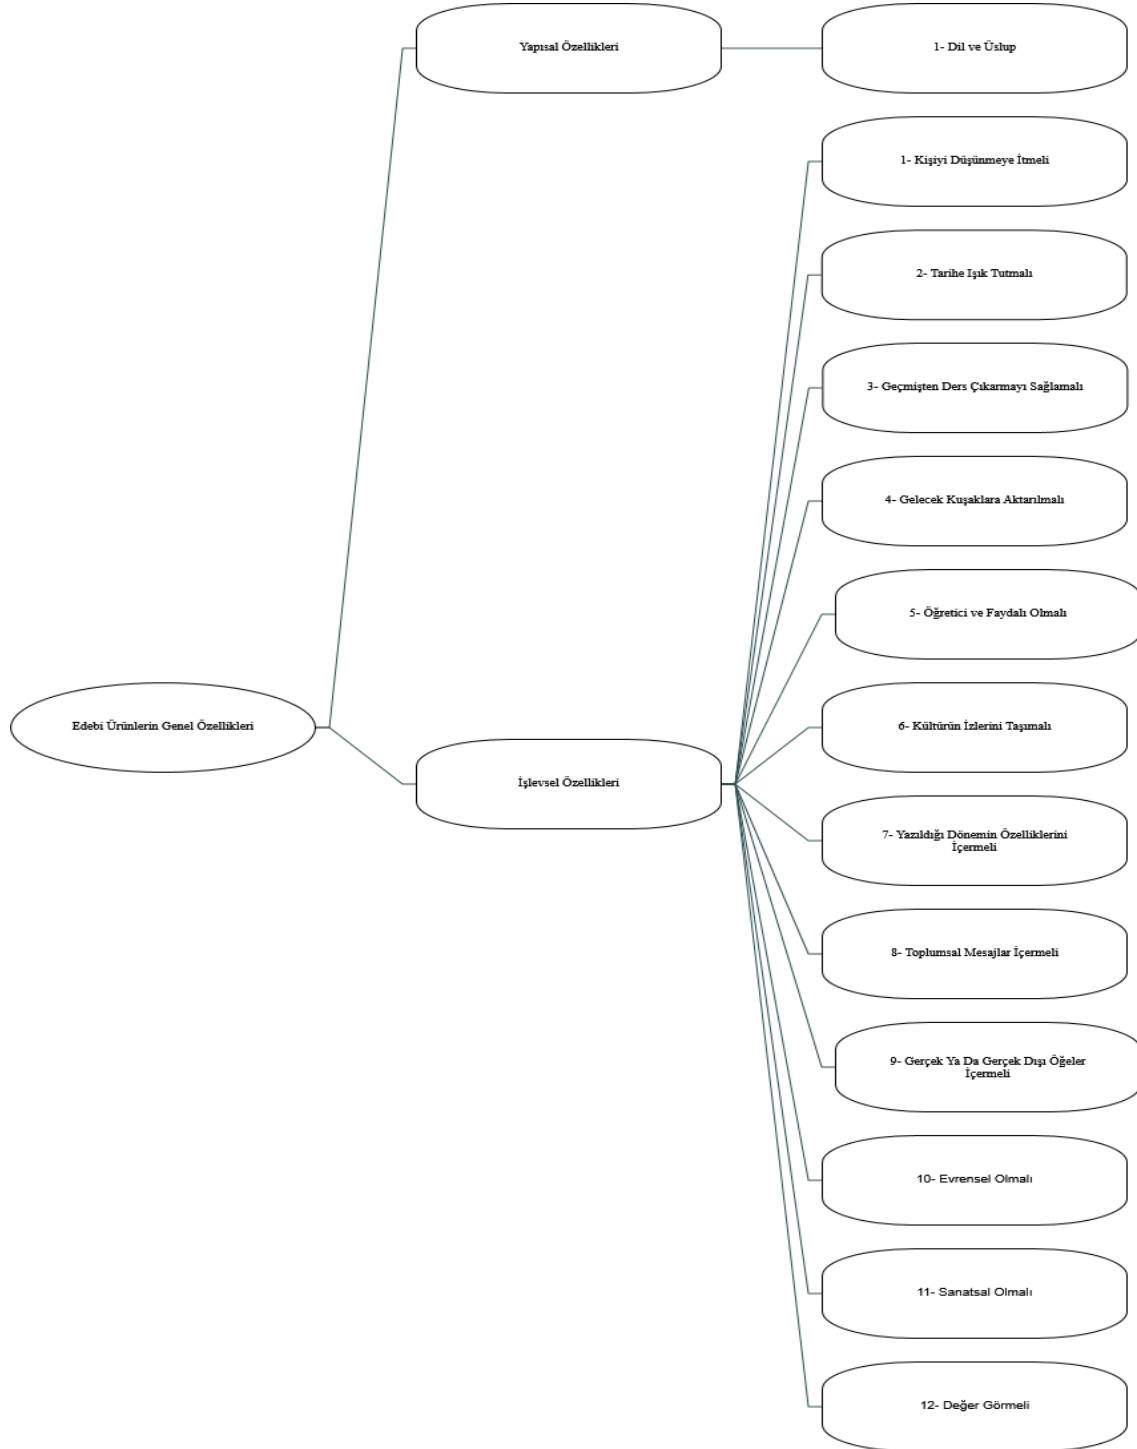 Yapısal Özellikleri
1- Dil ve Üslup
1- Kişiyi Düşünmeye İtmeli
2- Tarihe Işık Tutmalı
3- Geçmişten Ders Çıkarmayı Sağlamalı
4- Gelecek Kuşaklara Aktarılmalı
5- Öğretici ve Faydalı Olmalı
Edebi Ürünlerin Genel Özellikleri
6- Kültürün İzlerini Taşımalı
İşlevsel Özellikleri
7- Yazıldığı Dönemin Özelliklerini
İçermeli
8- Toplumsal Mesajlar İçermeli
9- Gerçek Ya Da Gerçek Dışı Öğeler
İçermeli
10- Evrensel Olmalı
11- Sanatsal Olmalı
12- Değer Görmeli